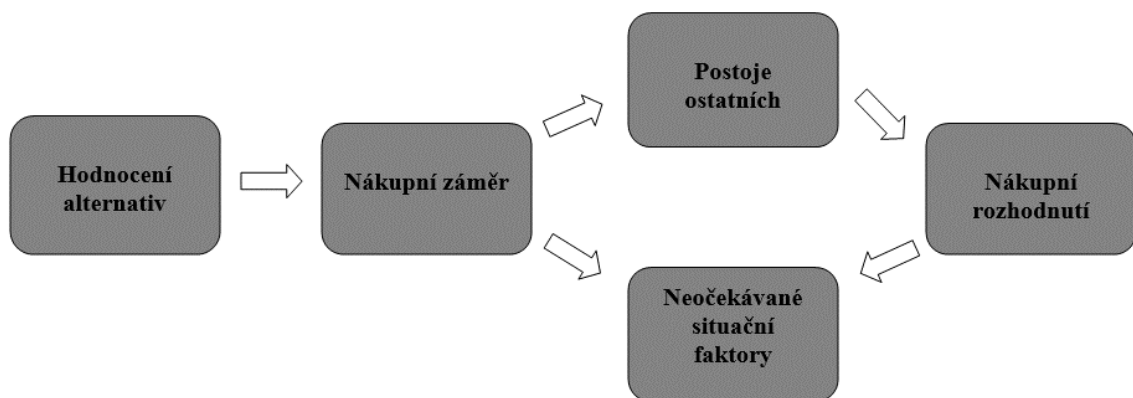 Hodnocení
alternativ
Nákupní záměr
Postoje
ostatních
Neočekávané
situační
faktory
Nákupní
rozhodnutí